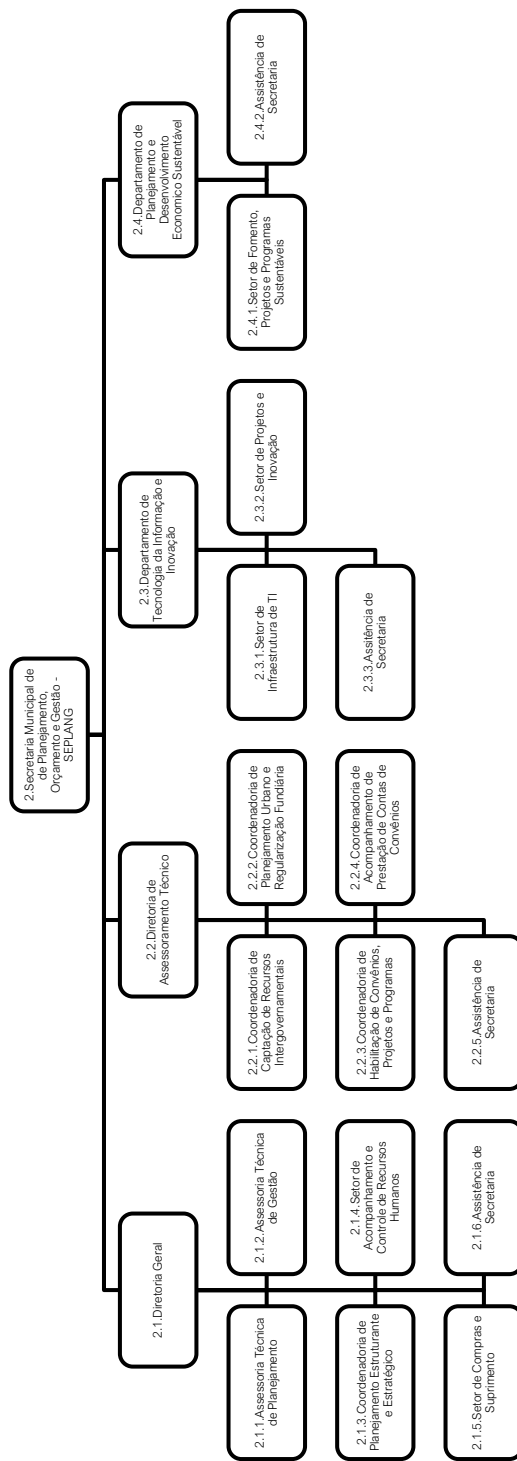 2.Secretaria Municipal de
de Planejamento,
Orçamento e Gestão -
SEPLANG
2.1.Diretoria Geral
2.2.Diretoria de
Assessoramento Técnico
2.3.Departamento de
Tecnologia da Informação e
Inovação
2.4.Departamento de
Planejamento e
Desenvolvimento
Economico Sustentável
2.1.1.Assessoria Técnica
de Planejamento
2.1.2.Assessoria Técnica
de Gestão
2.1.3.Coordenadoria de
Planejamento Estruturante
e Estratégico
2.1.4.Setor de
Acompanhamento e
Controle de Recursos
Humanos
2.1.5.Setor de Compras e
Suprimento
2.1.6.Assistência de
Secretaria
2.2.1.Coordenadoria de
Captação de Recursos
Intergovernamentais
2.2.2.Coordenadoria de
Planejamento Urbano e
Regularização Fundiária
2.2.3.Coordenadoria de
Habilitação de Convênios,
Projetos e Programas
2.2.4.Coordenadoria de
Acompanhamento de
Prestação de Contas de
Convênios
2.2.5.Assistência de
Secretaria
2.3.1.Setor de
Infraestrutura de TI
2.3.2.Setor de Projetos e
Inovação
2.3.3.Assitência de
Secretaria
2.4.1.Setor de Fomento,
Projetos e Programas
Sustentáveis
2.4.2.Assistência de
Secretaria